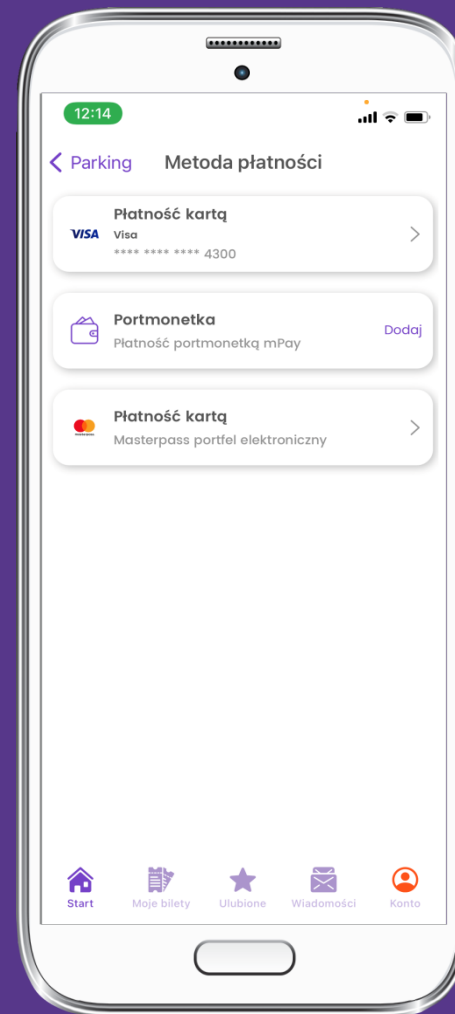 12:14
Parking
Metoda płatności
Płatność kartą
VISA
Visa
**** **** **** 4300
Portmonetka
Płatność portmonetką mPay
Dodaj
Płatność kartą
Masterpass portfel elektroniczny
Start
Moje bilety
Ulubione
Wiadomości
Konto